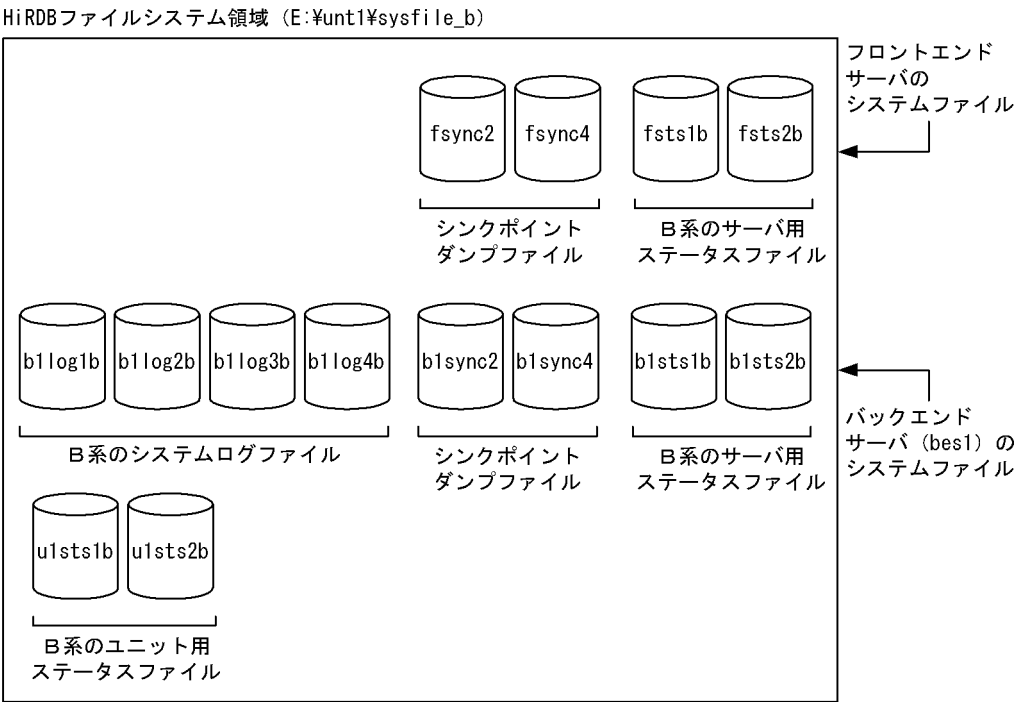 HiRDBファイルシステム領域（E:¥unt1¥sysfile_b）
フロントエンド
サーバの
システムファイル
fsync2 fsync4 fsts1b fsts2b
シンクポイント
ダンプファイル
B系のサーバ用
ステータスファイル
b1log1b b1log2b b1log3b b1log4b b1sync2 b1sync4 b1sts1b b1sts2b
B系のシステムログファイル
シンクポイント
ダンプファイル
B系のサーバ用
ステータスファイル
バックエンド
サーバ（bes1）の
システムファイル
u1sts1b u1sts2b
B系のユニット用
ステータスファイル